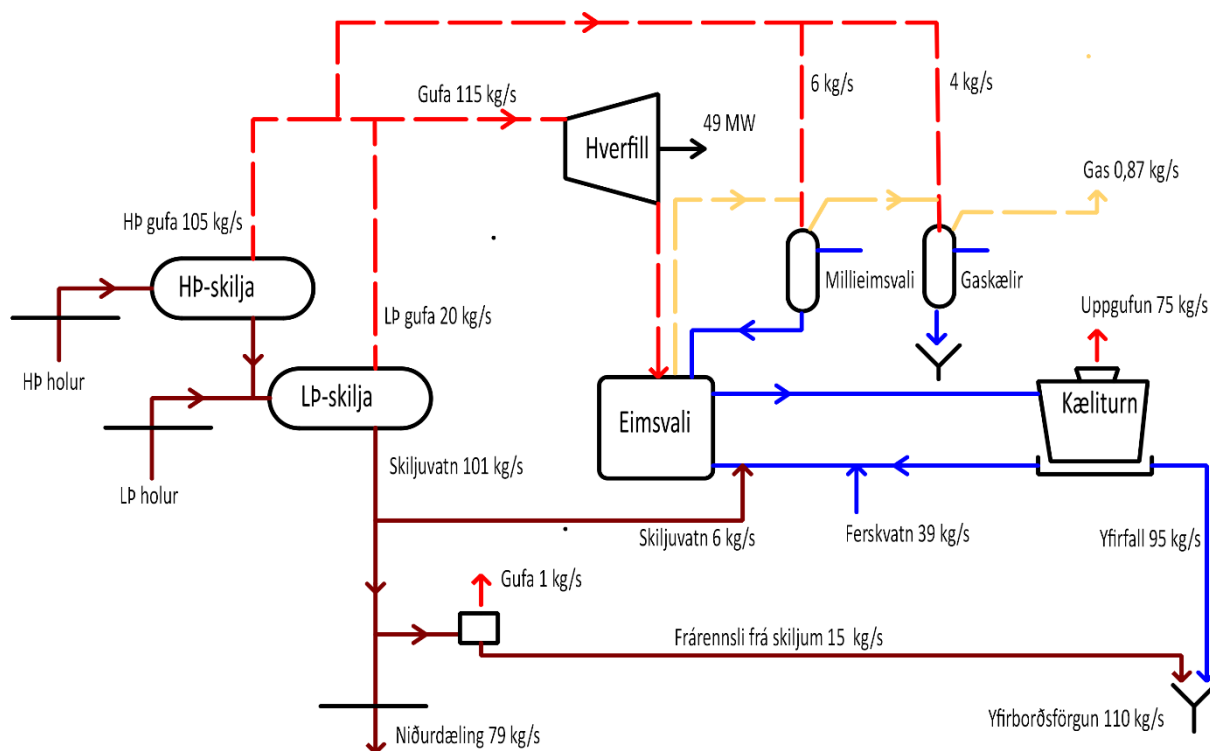 6 kg/s
4 kg/s
Gufa 115 kg/s
49 MW
Hverfill
Gas 0,87 kg/s
HÞ gufa 105 kg/s
HÞ-skilja
Millieimsvali
Gaskælir
LÞ gufa 20 kg/s
Uppgufun 75 kg/s
HÞ holur
LÞ-skilja
Eimsvali
Kæliturn
Skiljuvatn 101 kg/s
LÞ holur
Skiljuvatn 6 kg/s
Ferskvatn 39 kg/s
Yfirfall 95 kg/s
Gufa 1 kg/s
Frárennsli frá skiljum 15 kg/s
Niðurdæling 79 kg/s
Yfirborðsförgun 110 kg/s